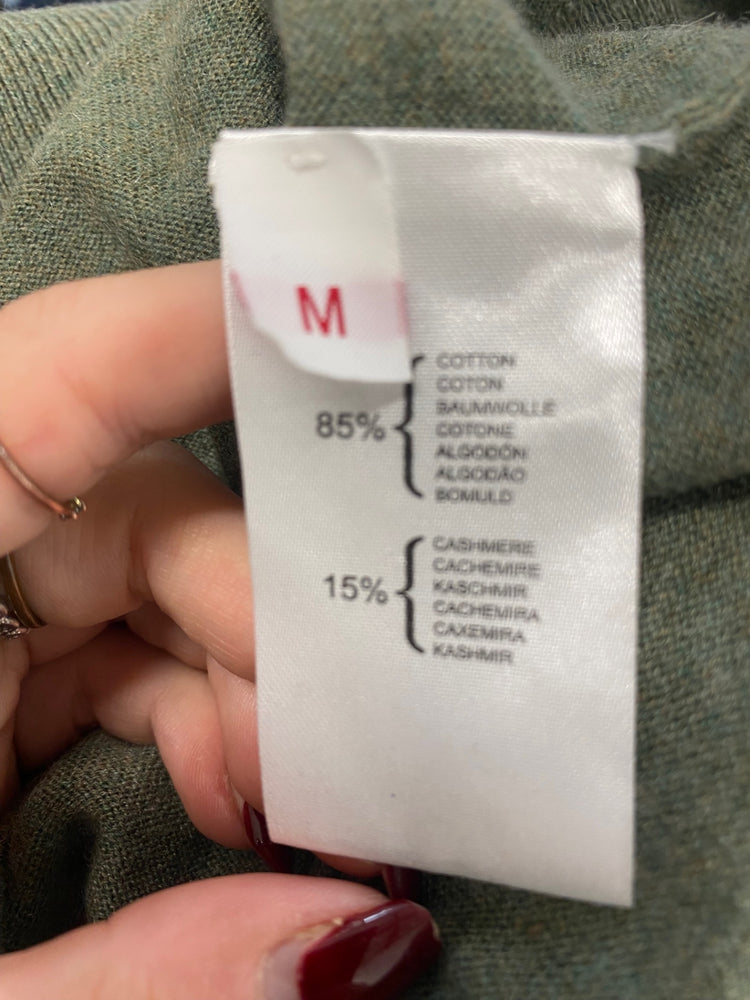 M
85%
COTTON
COTON
BAUMWOLLE
COTONE
ALGODÓN
ALGODÃO
BOMULD
15%
CASHMERE
CACHEMIRE
KASCHMIR
CACHEMIRA
CAXEMIRA
KASHMIR